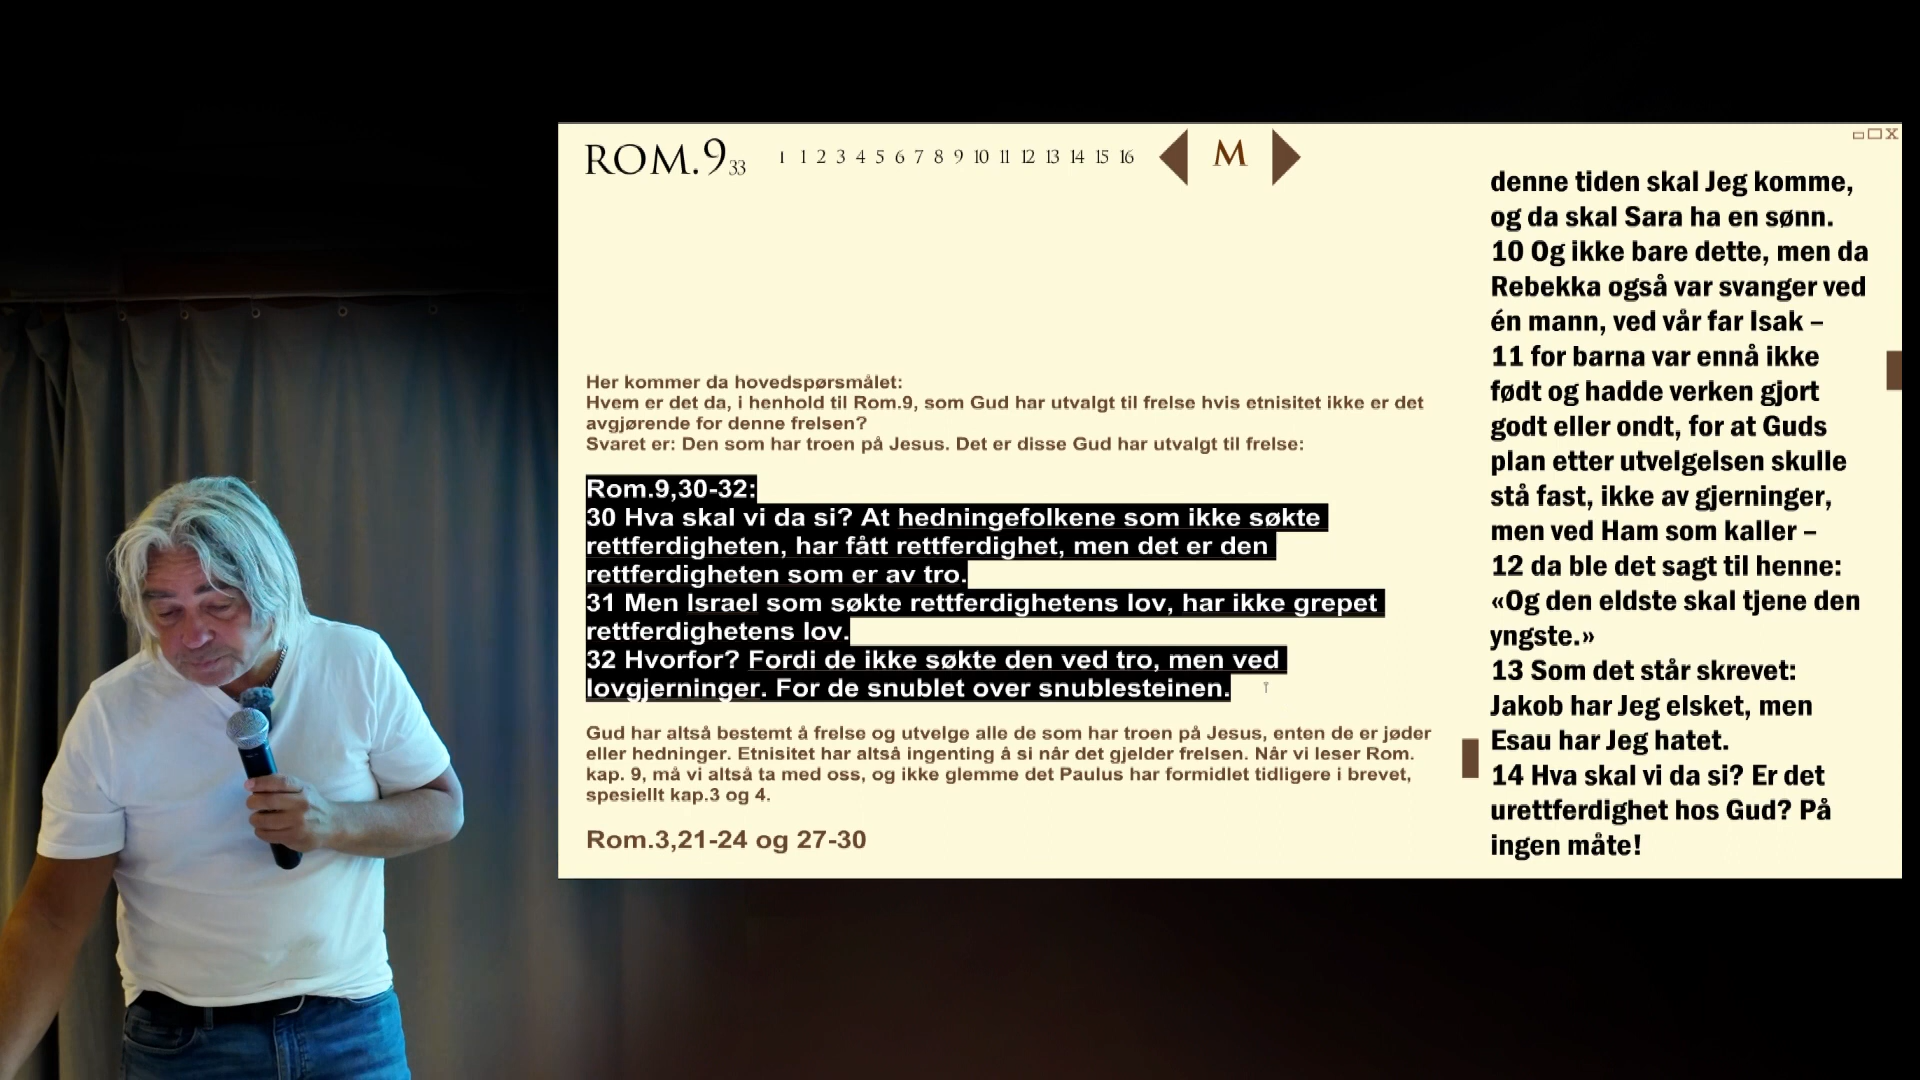 ROM.9 33
1 1 2 3 4 5 6 7 8 9 10 11 12 13 14 15 16
M
X
Her kommer da hovedspørsmålet:
Hvem er det da, i henhold til Rom.9, som Gud har utvalgt til frelse hvis etnisitet ikke er det
avgjørende for denne frelsen?
Svaret er: Den som har troen på Jesus. Det er disse Gud har utvalgt til frelse:
Rom.9,30-32:
30 Hva skal vi da si? At hedningefolkene som ikke søkte
rettferdigheten, har fått rettferdighet, men det er den
rettferdigheten som er av tro.
31 Men Israel som søkte rettferdighetens lov, har ikke grepet
rettferdighetens lov.
32 Hvorfor? Fordi de ikke søkte den ved tro, men ved
lovgjerninger. For de snublet over snublesteinen.
Gud har altså bestemt å frelse og utvelge alle de som har troen på Jesus, enten de er jøder
eller hedninger. Etnisitet har altså ingenting å si når det gjelder frelsen. Når vi leser Rom.
kap. 9, må vi altså ta med oss, og ikke glemme det Paulus har formidlet tidligere i brevet,
spesiellt kap.3 og 4.
Rom.3,21-24 og 27-30
denne tiden skal Jeg komme,
og da skal Sara ha en sønn.
10 Og ikke bare dette, men da
Rebekka også var svanger ved
én mann, ved vår far Isak –
11 for barna var ennå ikke
født og hadde verken gjort
godt eller ondt, for at Guds
plan etter utvelgelsen skulle
stå fast, ikke av gjerninger,
men ved Ham som kaller –
12 da ble det sagt til henne:
«Og den eldste skal tjene den
yngste.»
13 Som det står skrevet:
Jakob har Jeg elsket, men
Esau har Jeg hatet.
14 Hva skal vi da si? Er det
urettferdighet hos Gud? På
ingen måte!